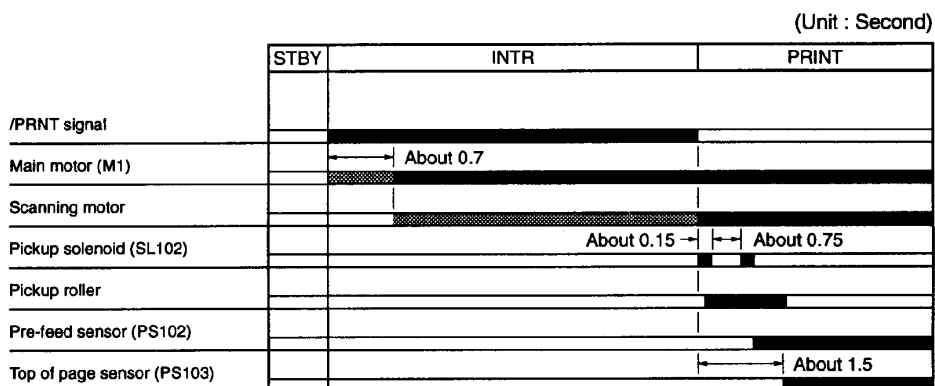 (Unit : Second)
STBY INTR PRINT
/PRNT signal
Main motor (M1) About 0.7
Scanning motor
Pickup solenoid (SL102) About 0.15 About 0.75
Pickup roller
Pre-feed sensor (PS102)
Top of page sensor (PS103) About 1.5